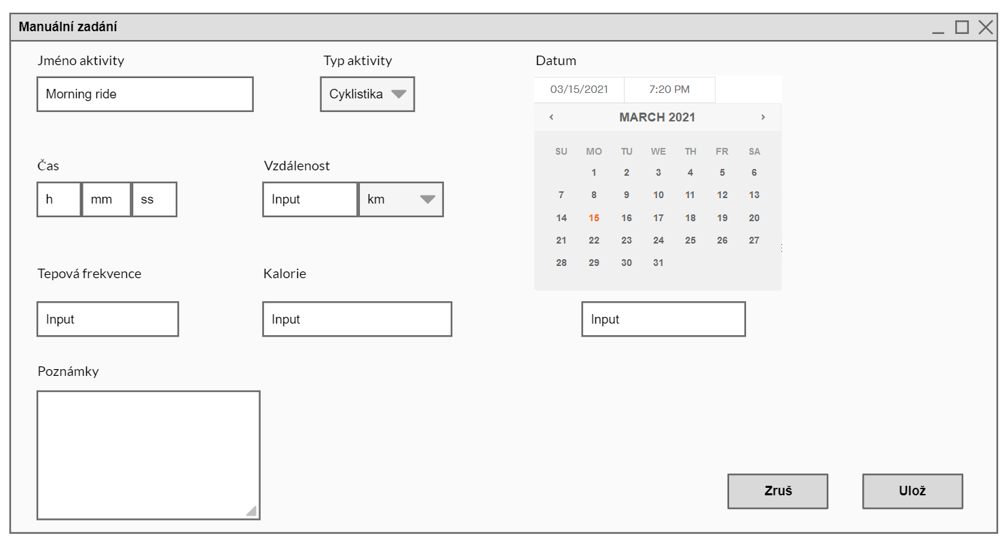 Manuální zadání
Jméno aktivity Typ aktivity Datum
Morning ride Cyklistika 03/15/2021 7:20 PM
‹ MARCH 2021 ›
SU MO TU WE TH FR SA
1 2 3 4 5 6
7 8 9 10 11 12 13
14 15 16 17 18 19 20
21 22 23 24 25 26 27
28 29 30 31
Čas Vzdálenost
h mm ss Input km
Tepová frekvence Kalorie
Input Input Input
Poznámky
Zruš Ulož